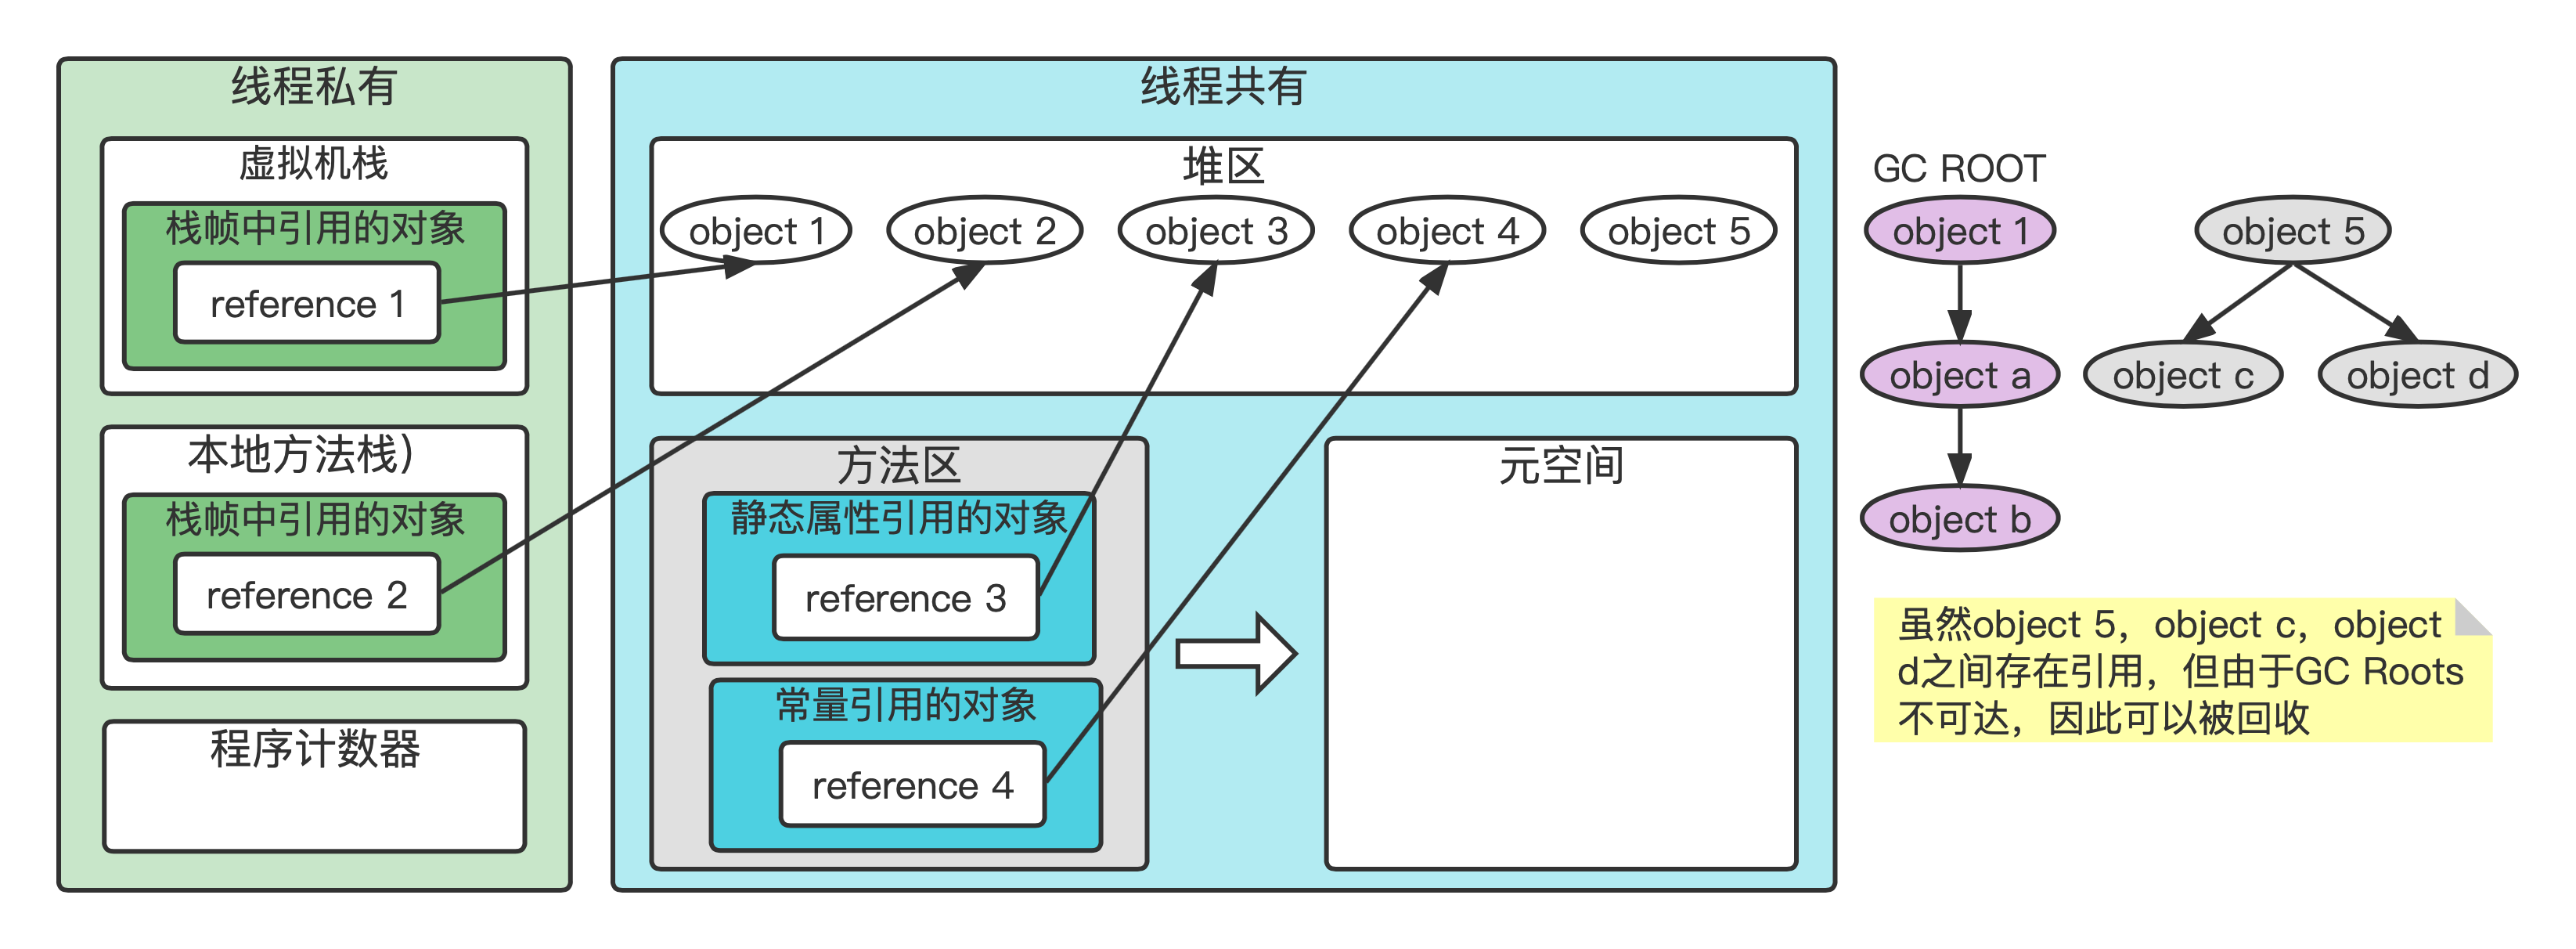 线程私有
虚拟机栈
栈帧中引用的对象
reference 1
本地方法栈）
栈帧中引用的对象
reference 2
程序计数器
线程共有
堆区
object 1
object 2
object 3
object 4
object 5
方法区
静态属性引用的对象
reference 3
常量引用的对象
reference 4
元空间
GC ROOT
object 1
object a
object b
object 5
object c
object d
虽然object 5，object c，object
d之间存在引用，但由于GC Roots
不可达，因此可以被回收